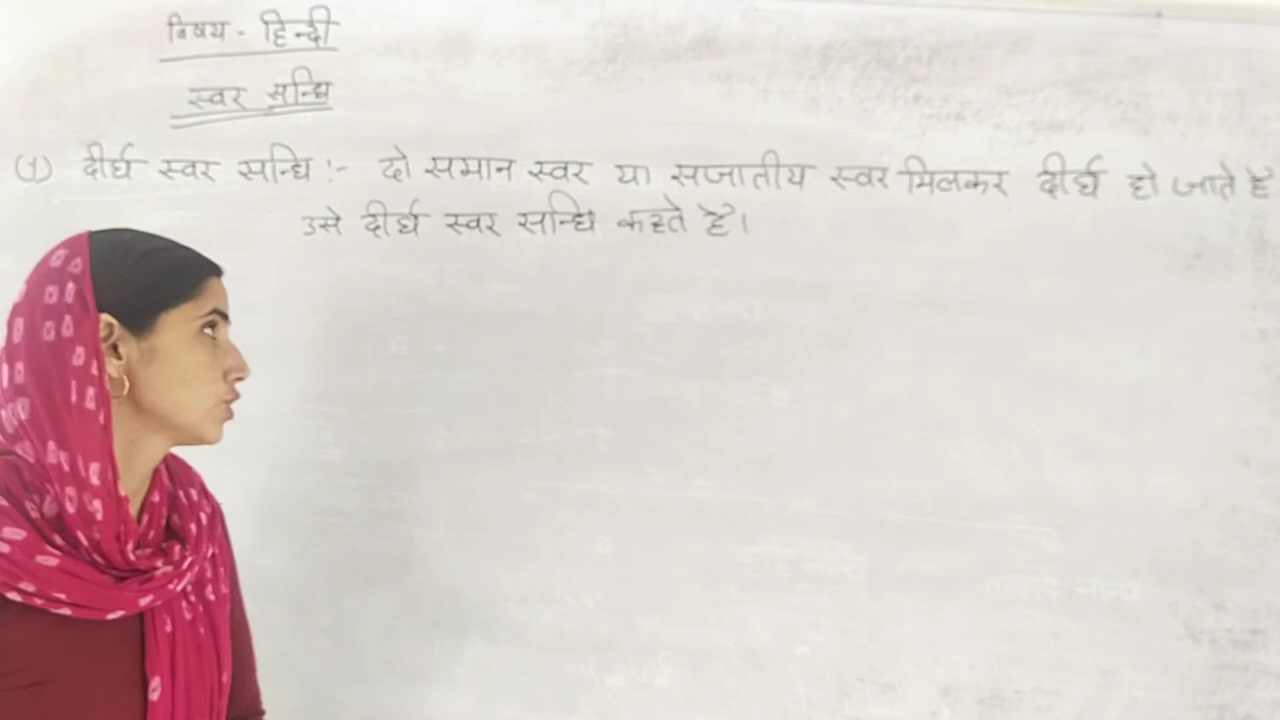 विषय - हिन्दी
स्वर सन्धि
(1) दीर्घ स्वर सन्धि :- दो समान स्वर या सजातीय स्वर मिलकर दीर्घ हो जाते है
उसे दीर्घ स्वर सन्धि कहते है।